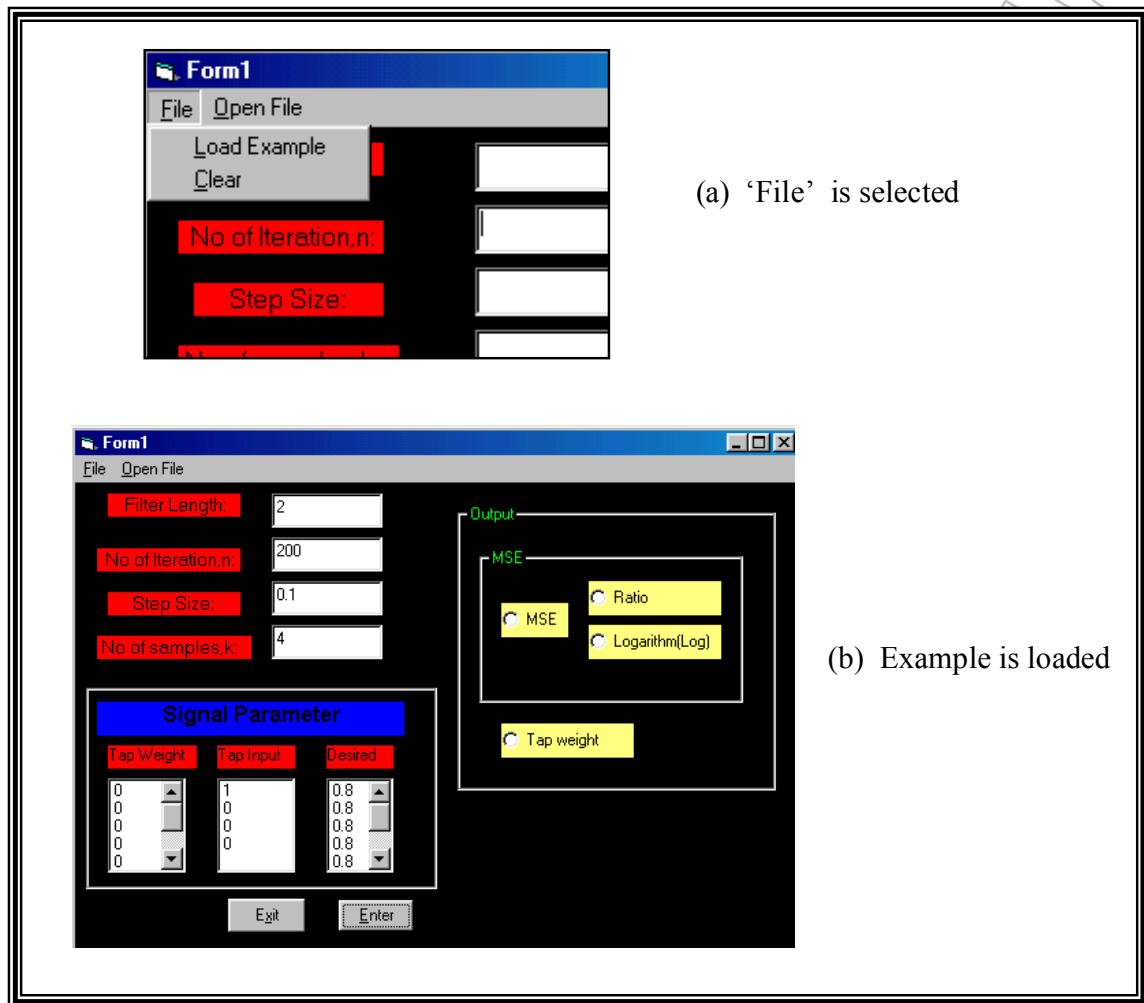 Form1
File Open File
Load Example
Clear
No of Iteration,n:
Step Size:
(a) ‘File’ is selected
Form1
File Open File
Filter Length: 2
No of Iteration,n: 200
Step Size: 0.1
No of samples,k: 4
Output
MSE
MSE
Ratio
Logarithm(Log)
Tap weight
(b) Example is loaded
Signal Parameter
Tap Weight Tap Input Desired
0 1 0.8
0 0 0.8
0 0 0.8
0 0 0.8
0 0.8
Exit Enter